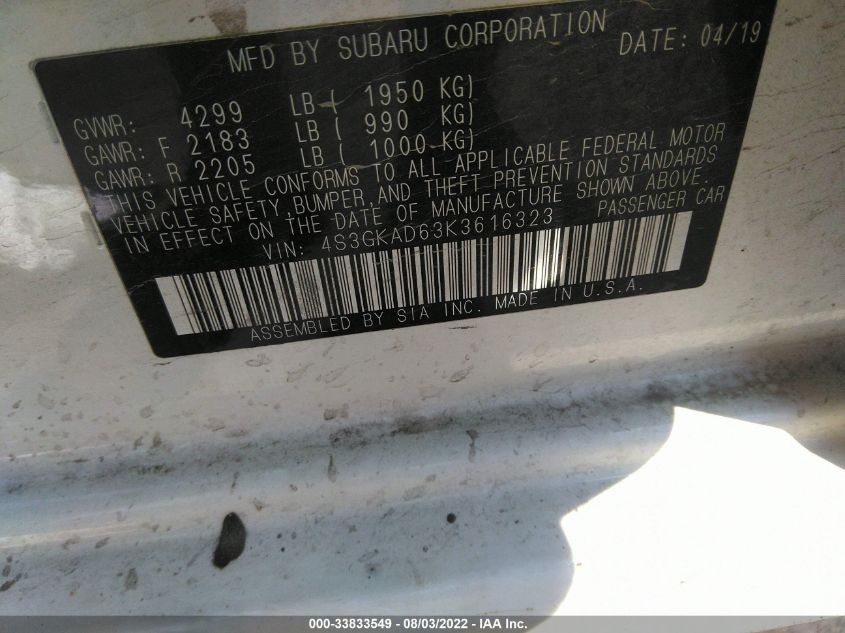 MFD BY SUBARU CORPORATION DATE: 04/19
GVWR: 4299 LB ( 1950 KG)
GAWR: F 2183 LB ( 990 KG)
GAWR: R 2205 LB ( 1000 KG)
THIS VEHICLE CONFORMS TO ALL APPLICABLE FEDERAL MOTOR
VEHICLE SAFETY, BUMPER, AND THEFT PREVENTION STANDARDS
IN EFFECT ON THE DATE OF MANUFACTURE SHOWN ABOVE.
VIN: 4S3GKAD63K3616323 PASSENGER CAR
ASSEMBLED BY SIA INC. MADE IN U.S.A.
000-33833549 - 08/03/2022 - IAA Inc.